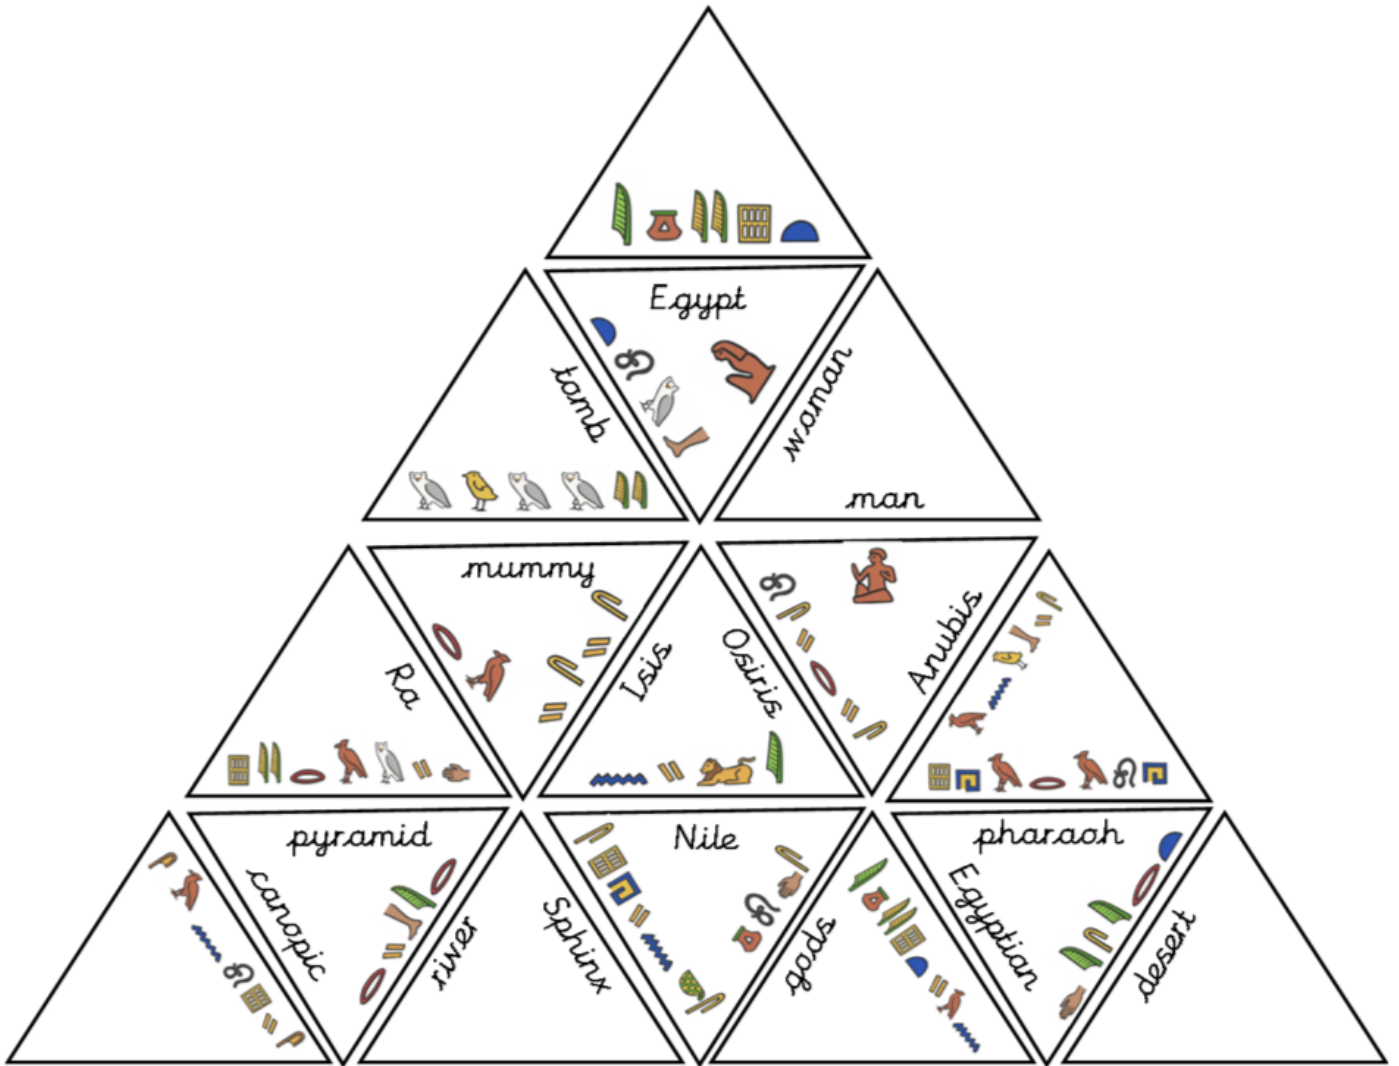 Egypt
tomb
woman
man
mummy
Ra
Isis
Osiris
Anubis
pyramid
canopic
river
Sphinx
Nile
gods
pharaoh
Egyptian
desert